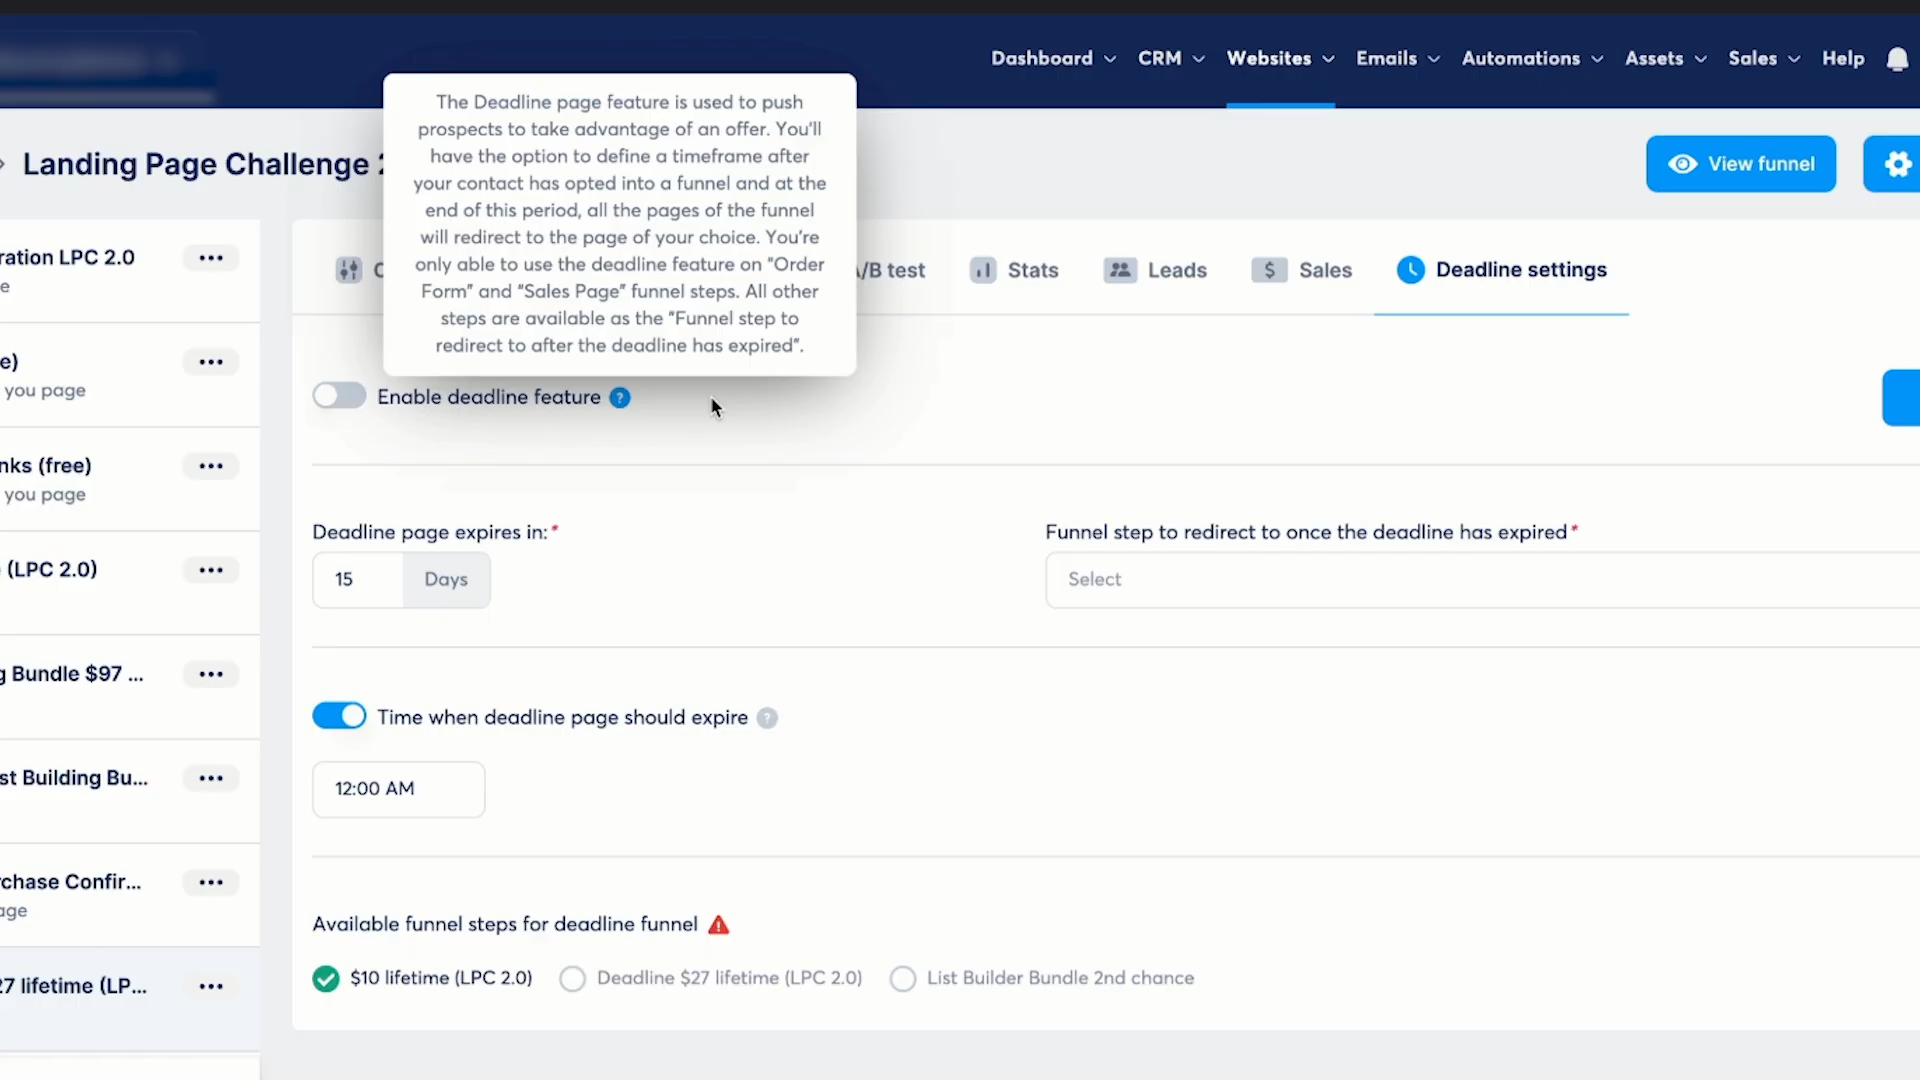 Dashboard CRM Websites Emails Automations Assets Sales Help
The Deadline page feature is used to push
prospects to take advantage of an offer. You'll
have the option to define a timeframe after
your contact has opted into a funnel and at the
end of this period, all the pages of the funnel
will redirect to the page of your choice. You're
only able to use the deadline feature on "Order
Form" and "Sales Page" funnel steps. All other
steps are available as the "Funnel step to
redirect to after the deadline has expired".
Landing Page Challenge
View funnel
ration LPC 2.0
e
e)
you page
nks (free)
you page
(LPC 2.0)
g Bundle $97 ...
st Building Bu...
chase Confir...
age
27 lifetime (LP...
A/B test Stats Leads Sales Deadline settings
Enable deadline feature ?
Deadline page expires in:*
15 Days
Funnel step to redirect to once the deadline has expired*
Select
Time when deadline page should expire ?
12:00 AM
Available funnel steps for deadline funnel
$10 lifetime (LPC 2.0) Deadline $27 lifetime (LPC 2.0) List Builder Bundle 2nd chance